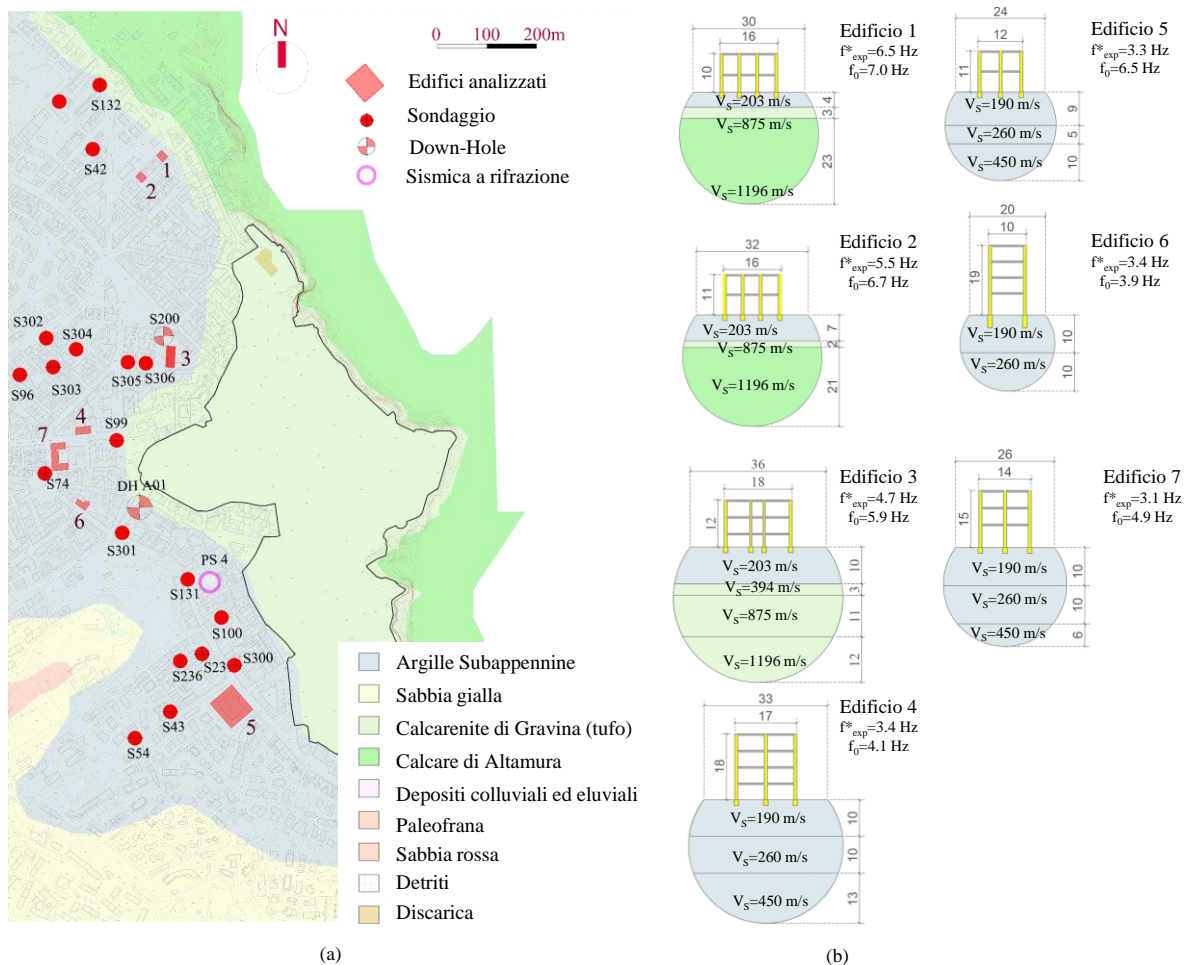 N
0 100 200m
Edifici analizzati
Sondaggio
Down-Hole
Sismica a rifrazione
S132
S42
1
2
S302
S304
S200
3
S96
S303
S305
S306
4
S99
7
S74
DH A01
6
S301
PS 4
S131
S100
S23
S300
S236
S43
5
S54
Argille Subappennine
Sabbia gialla
Calcarenite di Gravina (tufo)
Calcare di Altamura
Depositi colluviali ed eluviali
Paleofrana
Sabbia rossa
Detriti
Discarica
(a)
Edificio 1
f*exp=6.5 Hz
f0=7.0 Hz
30
16
10
VS=203 m/s
4
3
VS=875 m/s
23
VS=1196 m/s
Edificio 2
f*exp=5.5 Hz
f0=6.7 Hz
32
16
11
VS=203 m/s
7
VS=875 m/s
2
VS=1196 m/s
21
Edificio 3
f*exp=4.7 Hz
f0=5.9 Hz
36
18
12
VS=203 m/s
10
VS=394 m/s
3
VS=875 m/s
11
VS=1196 m/s
12
Edificio 4
f*exp=3.4 Hz
f0=4.1 Hz
33
17
18
VS=190 m/s
10
VS=260 m/s
10
VS=450 m/s
13
Edificio 5
f*exp=3.3 Hz
f0=6.5 Hz
24
12
11
VS=190 m/s
9
VS=260 m/s
5
VS=450 m/s
10
Edificio 6
f*exp=3.4 Hz
f0=3.9 Hz
20
10
19
VS=190 m/s
10
VS=260 m/s
10
Edificio 7
f*exp=3.1 Hz
f0=4.9 Hz
26
14
15
VS=190 m/s
10
VS=260 m/s
10
VS=450 m/s
6
(b)